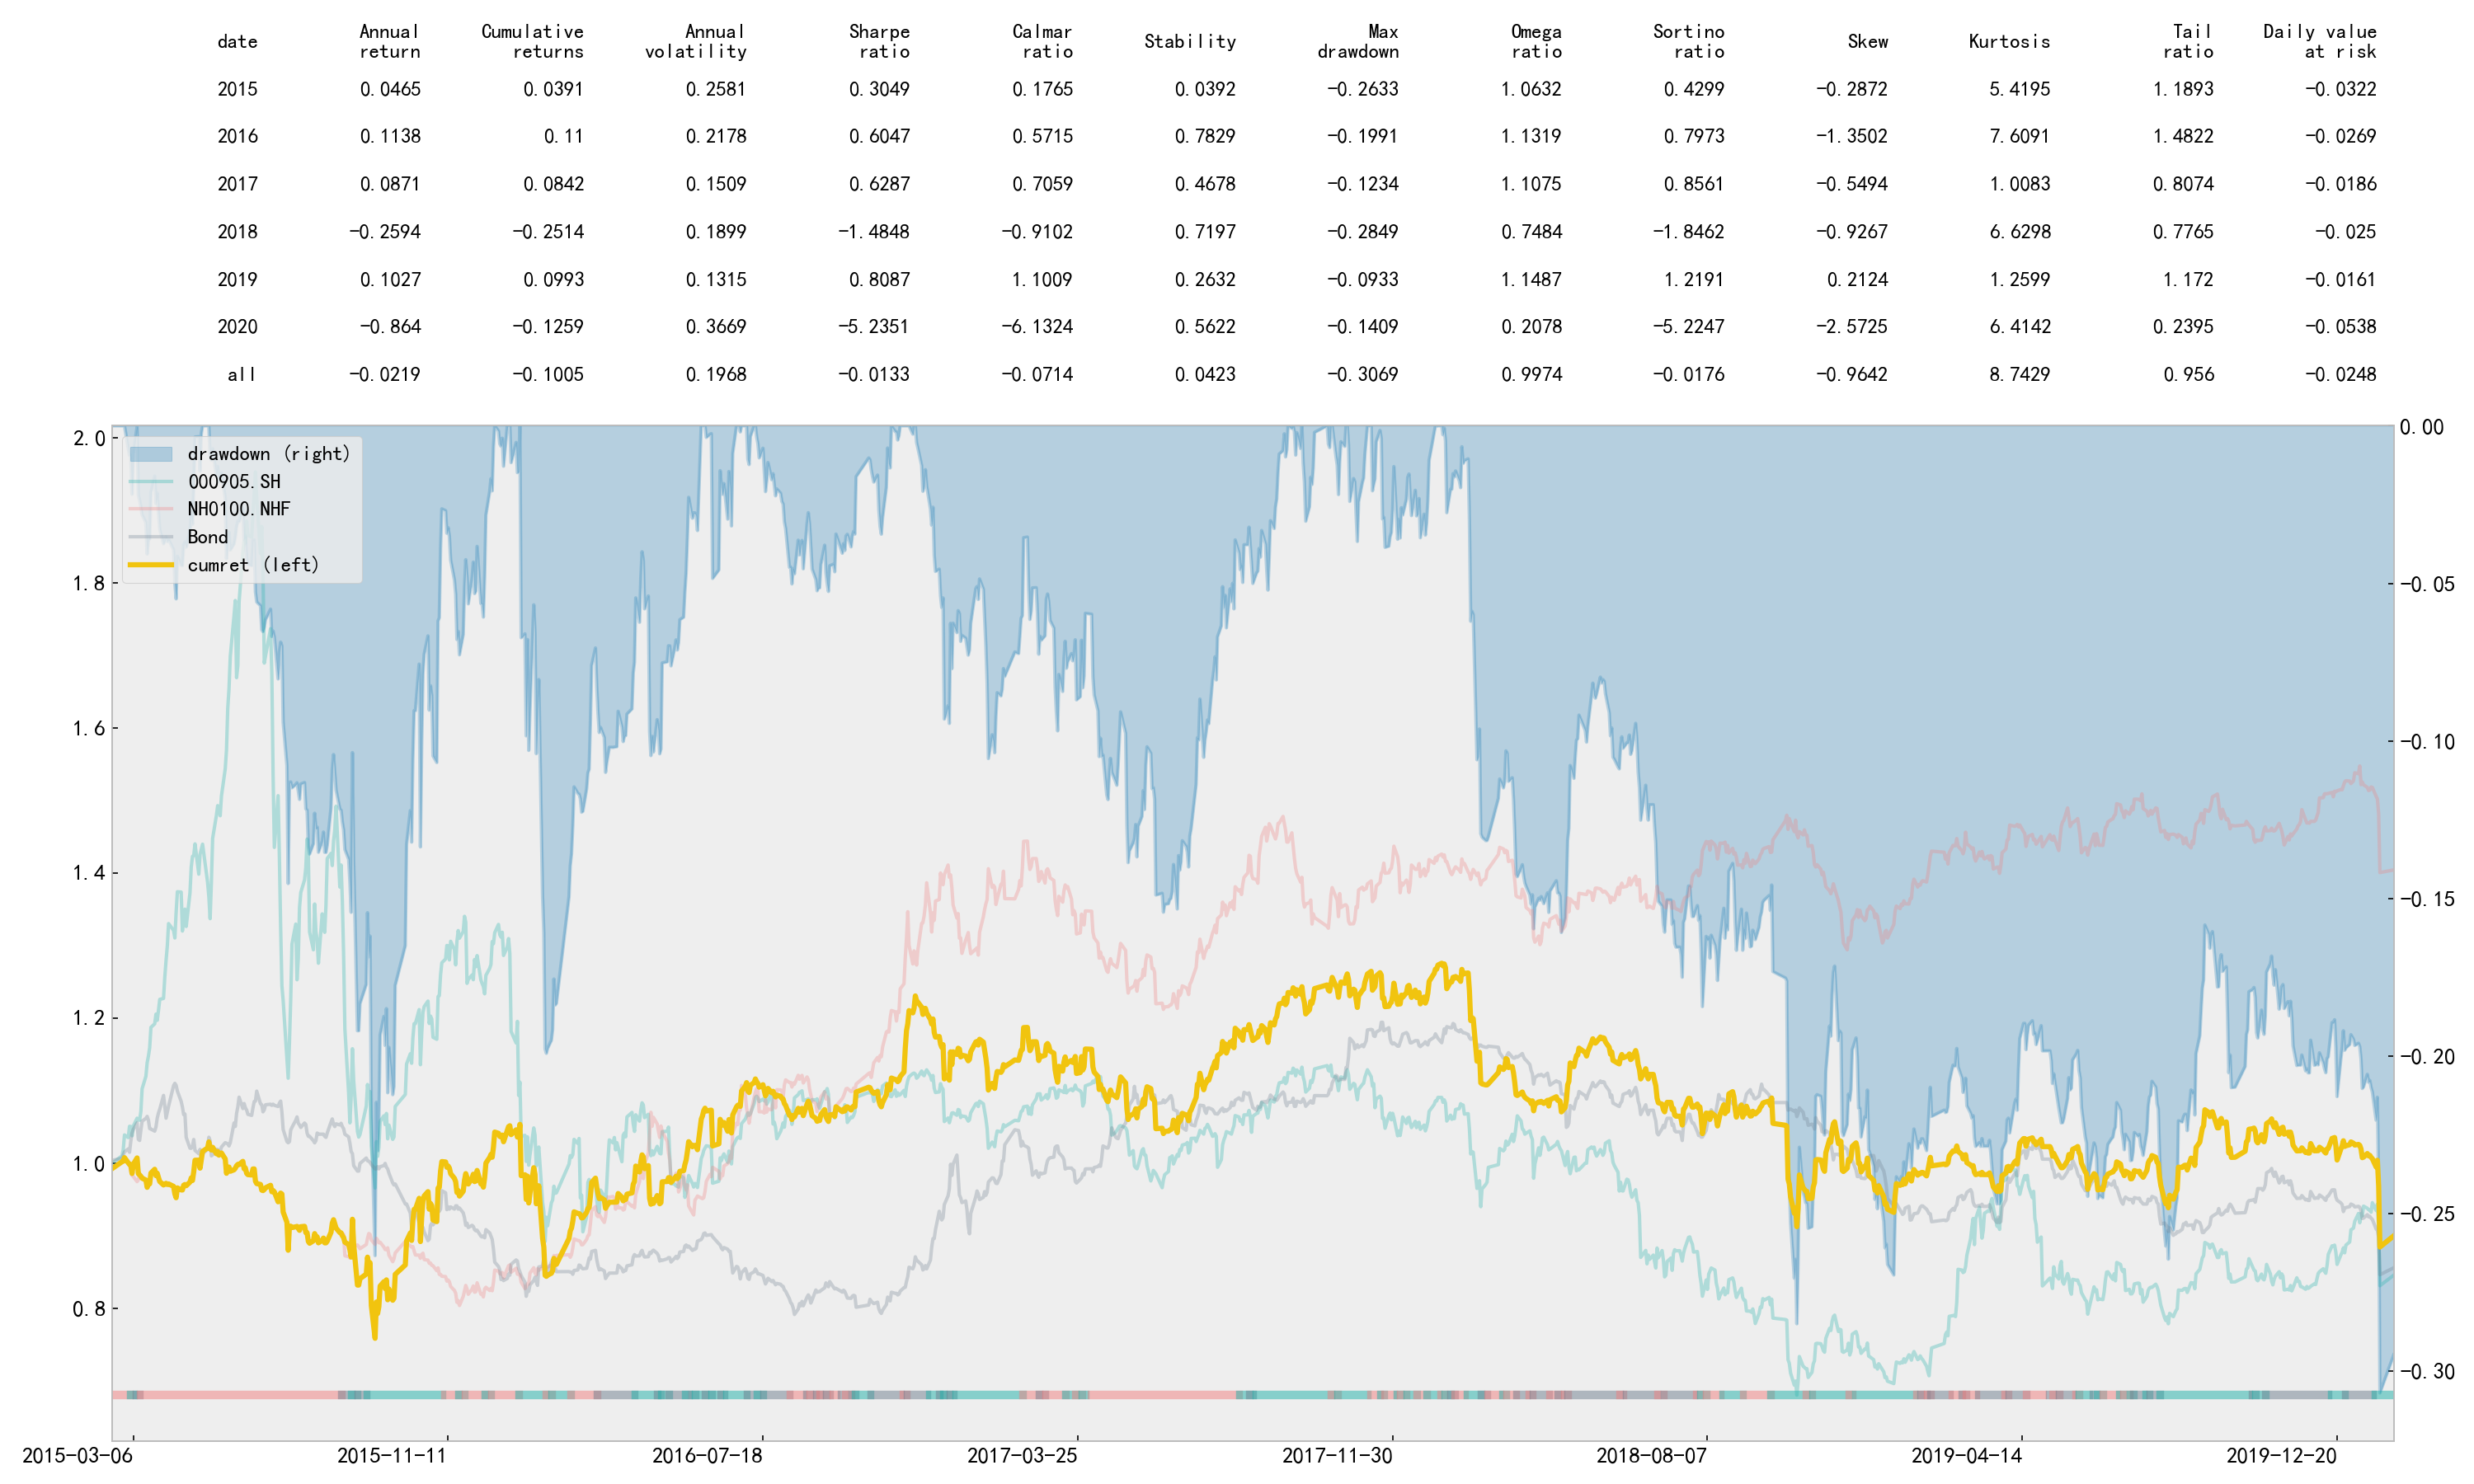 date Annual return Cumulative returns Annual volatility Sharpe ratio Calmar ratio Stability Max drawdown Omega ratio Sortino ratio Skew Kurtosis Tail ratio Daily value at risk
2015 0.0465 0.0391 0.2581 0.3049 0.1765 0.0392 −0.2633 1.0632 0.4299 −0.2872 5.4195 1.1893 −0.0322
2016 0.1138 0.11 0.2178 0.6047 0.5715 0.7829 −0.1991 1.1319 0.7973 −1.3502 7.6091 1.4822 −0.0269
2017 0.0871 0.0842 0.1509 0.6287 0.7059 0.4678 −0.1234 1.1075 0.8561 −0.5494 1.0083 0.8074 −0.0186
2018 −0.2594 −0.2514 0.1899 −1.4848 −0.9102 0.7197 −0.2849 0.7484 −1.8462 −0.9267 6.6298 0.7765 −0.025
2019 0.1027 0.0993 0.1315 0.8087 1.1009 0.2632 −0.0933 1.1487 1.2191 0.2124 1.2599 1.172 −0.0161
2020 −0.864 −0.1259 0.3669 −5.2351 −6.1324 0.5622 −0.1409 0.2078 −5.2247 −2.5725 6.4142 0.2395 −0.0538
all −0.0219 −0.1005 0.1968 −0.0133 −0.0714 0.0423 −0.3069 0.9974 −0.0176 −0.9642 8.7429 0.956 −0.0248
drawdown (right)
000905.SH
NH0100.NHF
Bond
cumret (left)
2.0
1.8
1.6
1.4
1.2
1.0
0.8
0.00
−0.05
−0.10
−0.15
−0.20
−0.25
−0.30
2015−03−06 2015−11−11 2016−07−18 2017−03−25 2017−11−30 2018−08−07 2019−04−14 2019−12−20